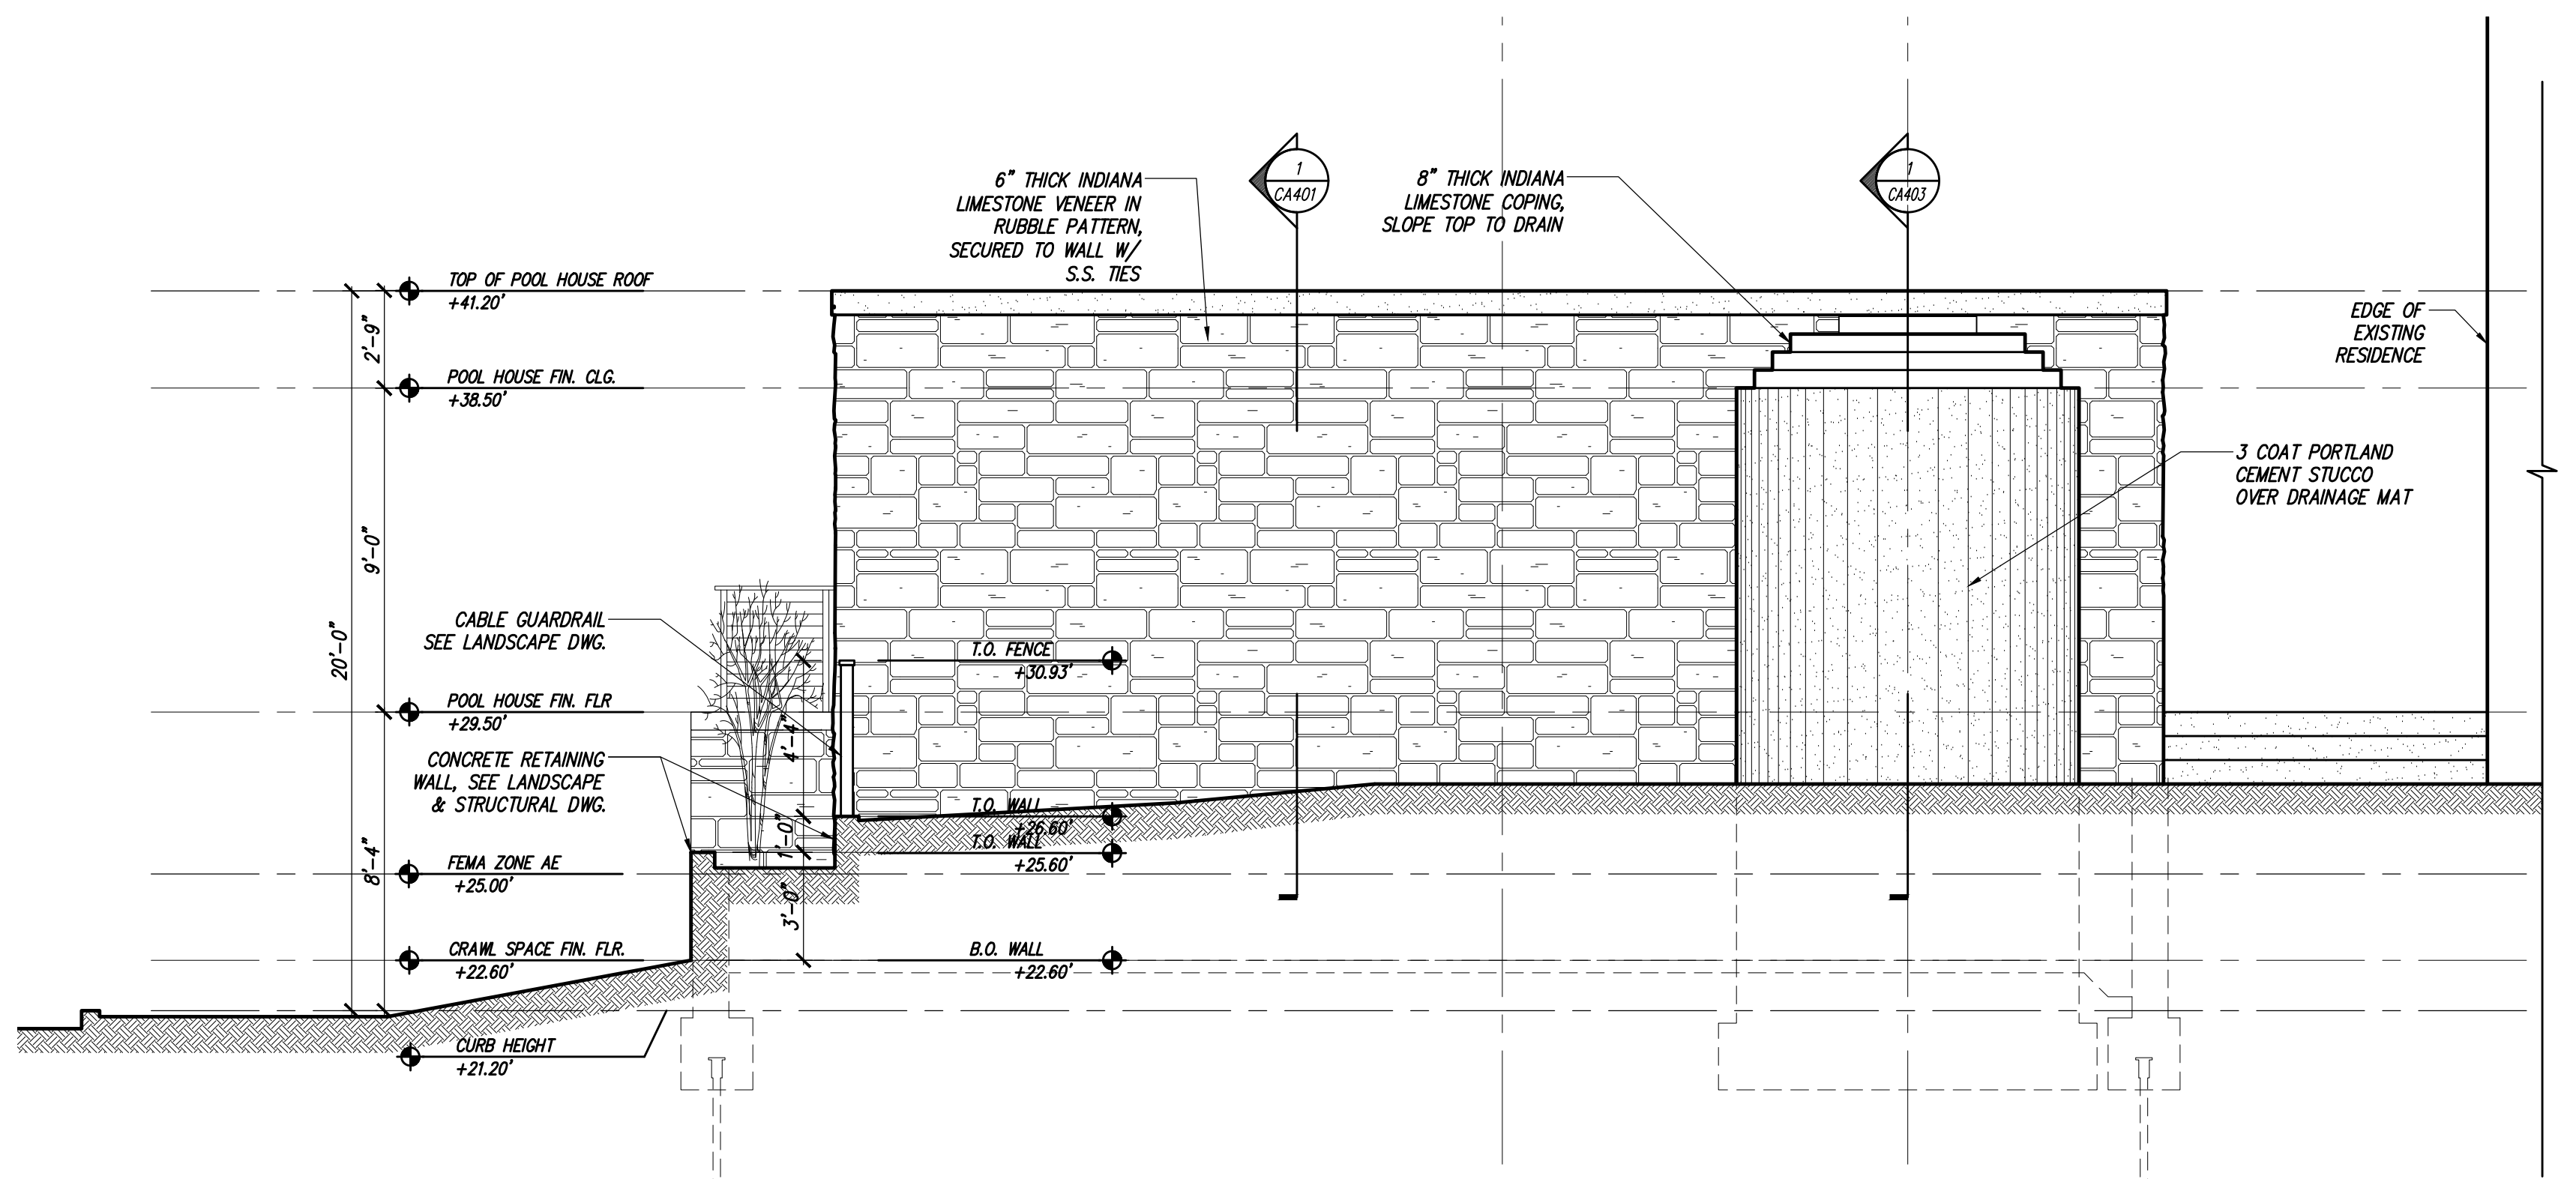 6" THICK INDIANA
LIMESTONE VENEER IN
RUBBLE PATTERN,
SECURED TO WALL W/
S.S. TIES
1
CA401
8" THICK INDIANA
LIMESTONE COPING,
SLOPE TOP TO DRAIN
1
CA403
TOP OF POOL HOUSE ROOF
+41.20'
2'-9"
EDGE OF
EXISTING
RESIDENCE
POOL HOUSE FIN. CLG.
+38.50'
3 COAT PORTLAND
CEMENT STUCCO
OVER DRAINAGE MAT
9'-0"
20'-0"
CABLE GUARDRAIL
SEE LANDSCAPE DWG.
T.O. FENCE
+30.93'
POOL HOUSE FIN. FLR
+29.50'
4'-4"
CONCRETE RETAINING
WALL, SEE LANDSCAPE
& STRUCTURAL DWG.
T.O. WALL
+26.60'
1'-0"
T.O. WALL
+25.60'
8'-4"
FEMA ZONE AE
+25.00'
3'-0"
CRAWL SPACE FIN. FLR.
+22.60'
B.O. WALL
+22.60'
CURB HEIGHT
+21.20'